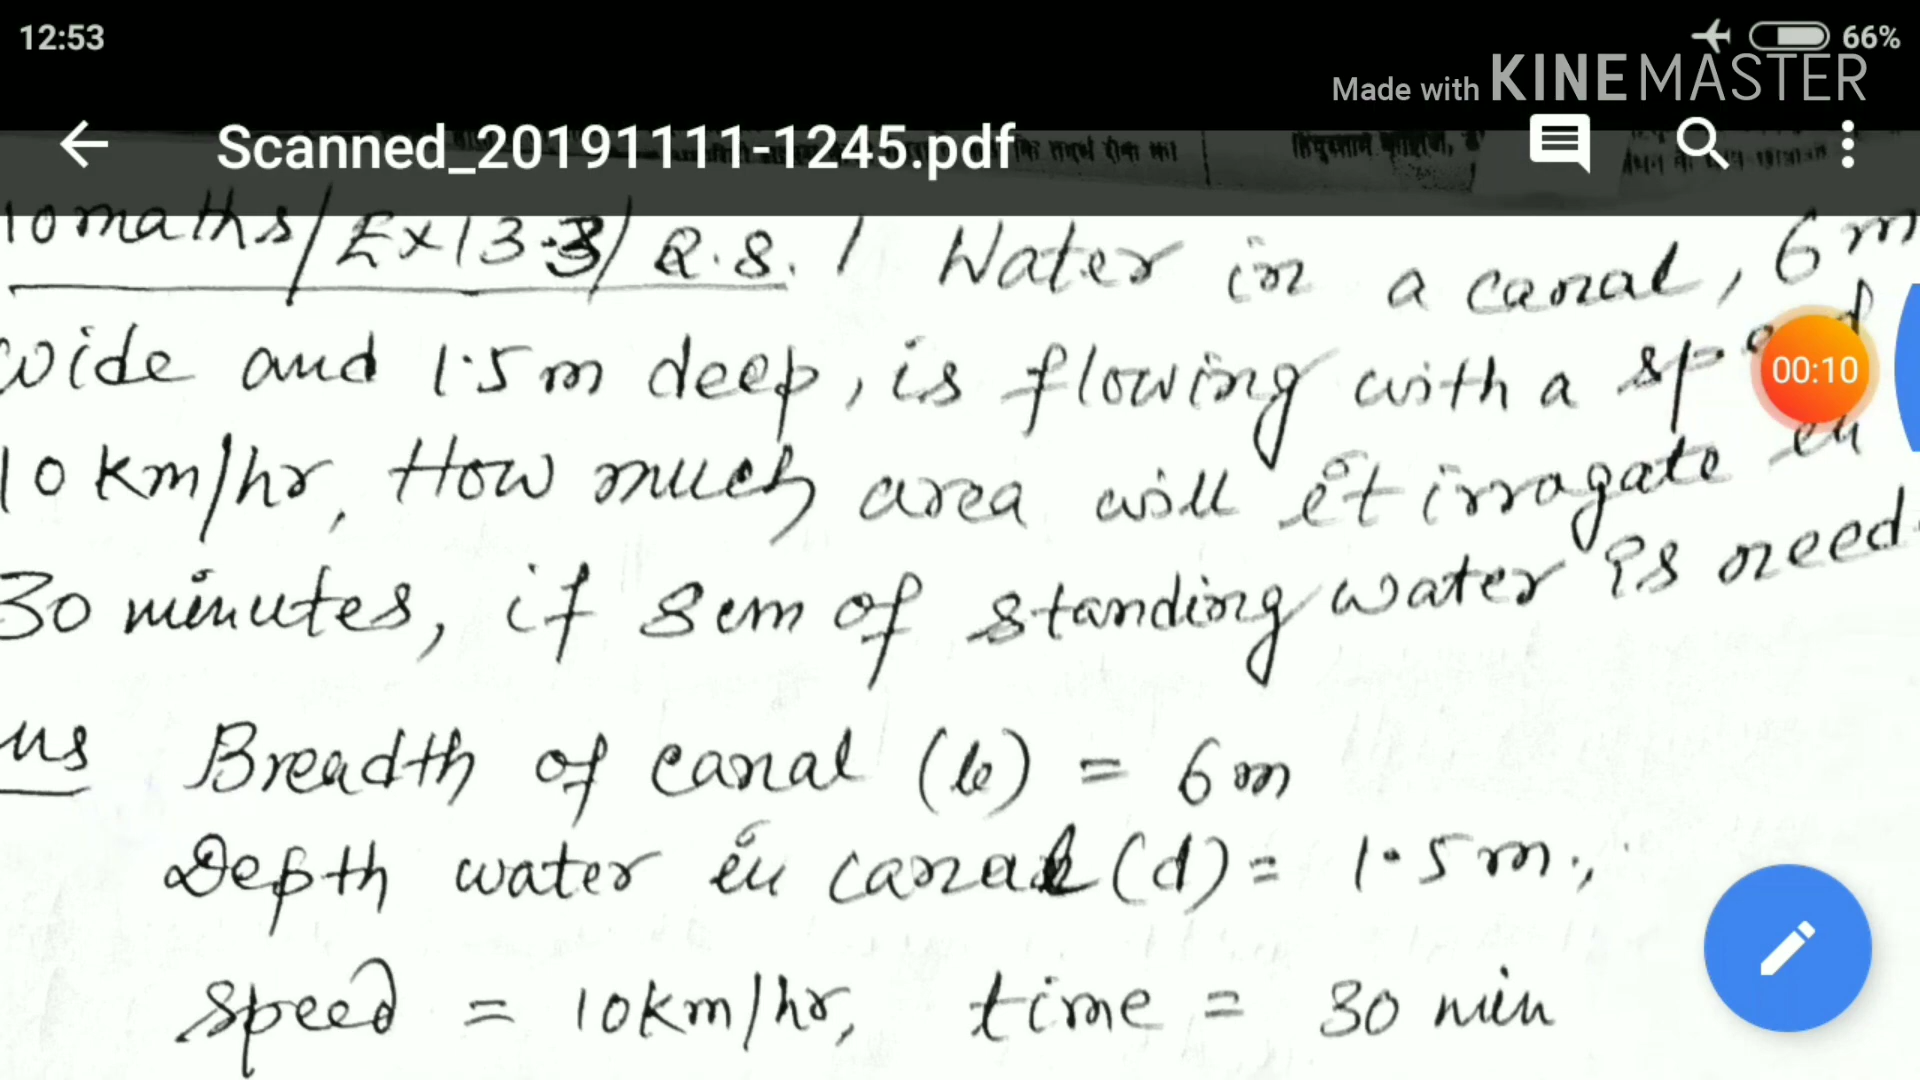 12:53
66%
Made with KINEMASTER
Scanned_20191111-1245.pdf
10 maths/Ex13.3/Q.8. / Water in a canal, 6m
wide and 1.5m deep, is flowing with a
00:10
10 km/hr, How much area will it irrogate in
30 minutes, if 8cm of standing water is need
Breadth of canal (b) = 6m
Depth water in canal (d) = 1.5m.,
speed = 10km/hr, time = 30 min